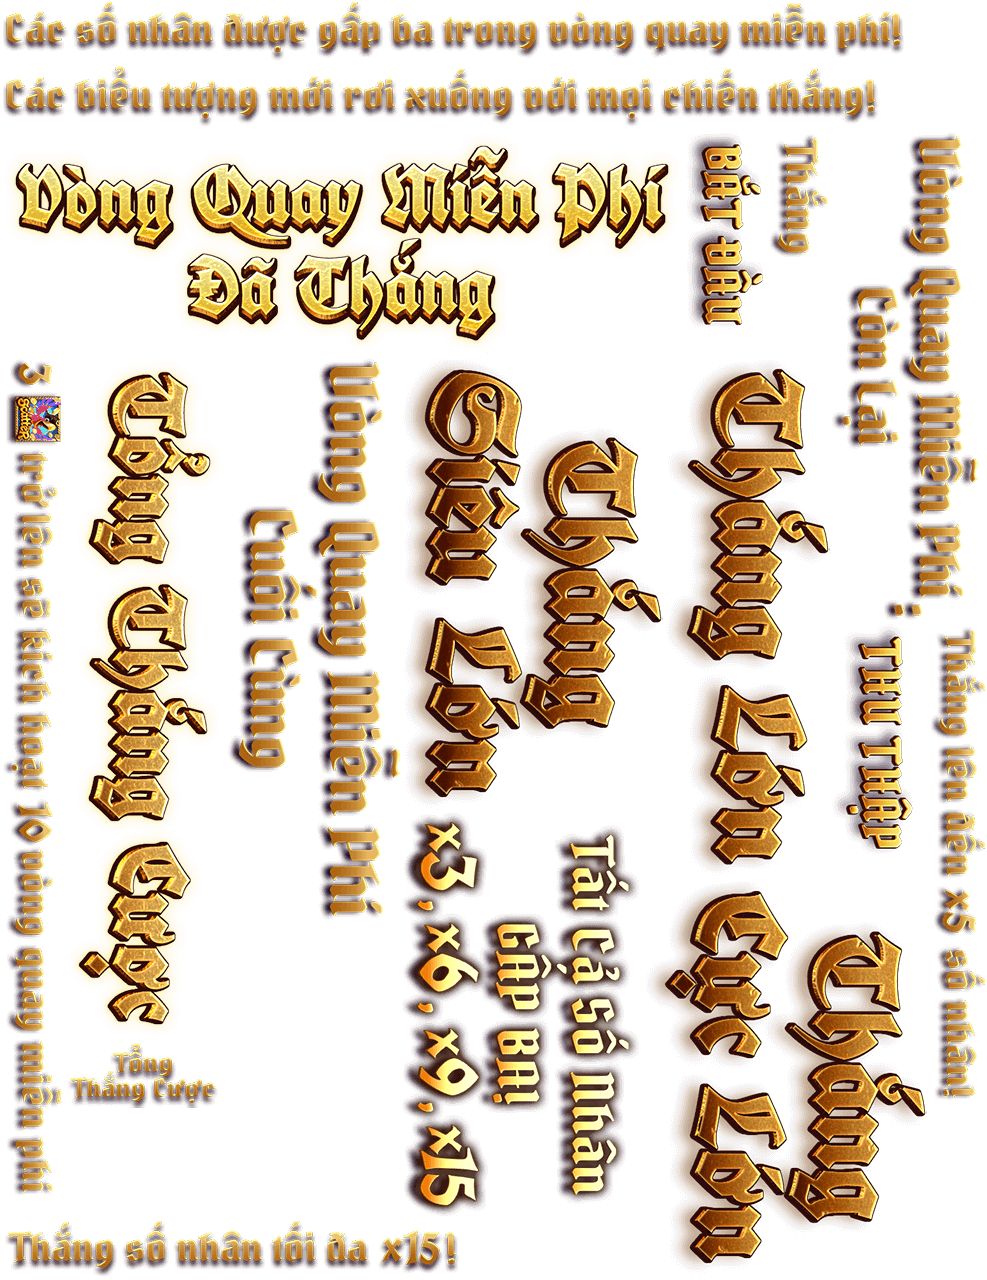 Các số nhân được gấp ba trong vòng quay miễn phí!
Các biểu tượng mới rơi xuống với mọi chiến thắng!
Vòng Quay Miễn Phí
Đã Thắng
BẮT ĐẦU
Thắng
Vòng Quay Miễn Phí
Còn Lại :
3 SCATTER trở lên sẽ kích hoạt 10 vòng quay miễn phí
Tổng Thắng Cược
Vòng Quay Miễn Phí
Cuối Cùng
Thắng
Siêu Lớn
Thắng Lớn
THU THẬP
Thắng lên đến x5 số nhân!
Tất Cả Số Nhân
GẤP BA!
x3, x6, x9, x15
Thắng
Cực Lớn
Tổng
Thắng Cược
Thắng số nhân tối đa x15!